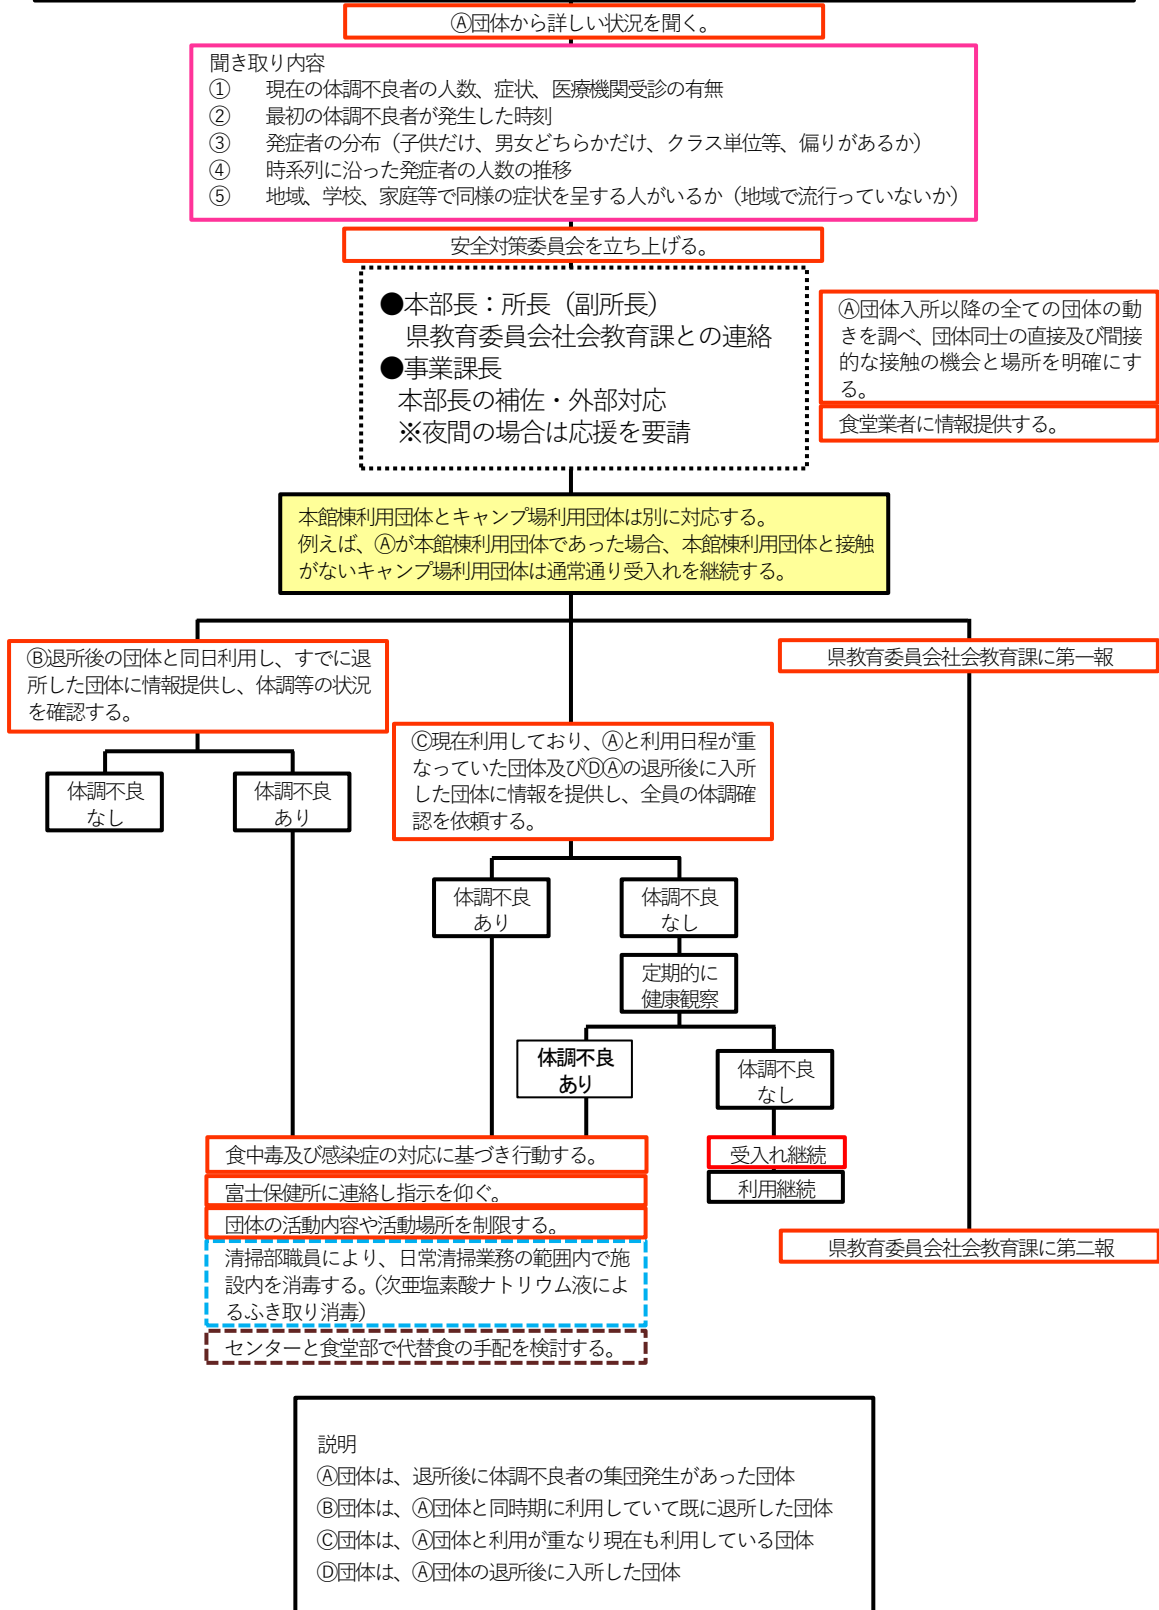 Ⓐ団体から詳しい状況を聞く。
聞き取り内容
① 現在の体調不良者の人数、症状、医療機関受診の有無
② 最初の体調不良者が発生した時刻
③ 発症者の分布（子供だけ、男女どちらかだけ、クラス単位等、偏りがあるか）
④ 時系列に沿った発症者の人数の推移
⑤ 地域、学校、家庭等で同様の症状を呈する人がいるか（地域で流行っていないか）
安全対策委員会を立ち上げる。
●本部長：所長（副所長）
県教育委員会社会教育課との連絡
●事業課長
本部長の補佐・外部対応
※夜間の場合は応援を要請
Ⓐ団体入所以降の全ての団体の動
きを調べ、団体同士の直接及び間接
的な接触の機会と場所を明確にす
る。
食堂業者に情報提供する。
本館棟利用団体とキャンプ場利用団体は別に対応する。
例えば、Ⓐが本館棟利用団体であった場合、本館棟利用団体と接触
がないキャンプ場利用団体は通常通り受入れを継続する。
Ⓑ退所後の団体と同日利用し、すでに退
所した団体に情報提供し、体調等の状況
を確認する。
県教育委員会社会教育課に第一報
Ⓒ現在利用しており、Ⓐと利用日程が重
なっていた団体及びⒹⒶの退所後に入所
した団体に情報を提供し、全員の体調確
認を依頼する。
体調不良
なし
体調不良
あり
体調不良
あり
体調不良
なし
定期的に
健康観察
体調不良
あり
体調不良
なし
食中毒及び感染症の対応に基づき行動する。
富士保健所に連絡し指示を仰ぐ。
団体の活動内容や活動場所を制限する。
清掃部職員により、日常清掃業務の範囲内で施
設内を消毒する。（次亜塩素酸ナトリウム液によ
るふき取り消毒）
センターと食堂部で代替食の手配を検討する。
受入れ継続
利用継続
県教育委員会社会教育課に第二報
説明
Ⓐ団体は、退所後に体調不良者の集団発生があった団体
Ⓑ団体は、Ⓐ団体と同時期に利用していて既に退所した団体
Ⓒ団体は、Ⓐ団体と利用が重なり現在も利用している団体
Ⓓ団体は、Ⓐ団体の退所後に入所した団体